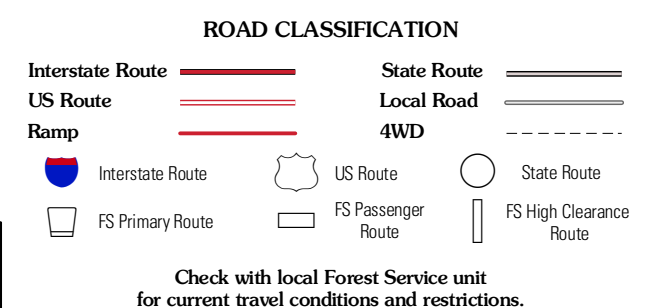 ROAD CLASSIFICATION
Interstate Route State Route
US Route Local Road
Ramp 4WD
Interstate Route US Route State Route
FS Primary Route FS Passenger Route FS High Clearance Route
Check with local Forest Service unit
for current travel conditions and restrictions.